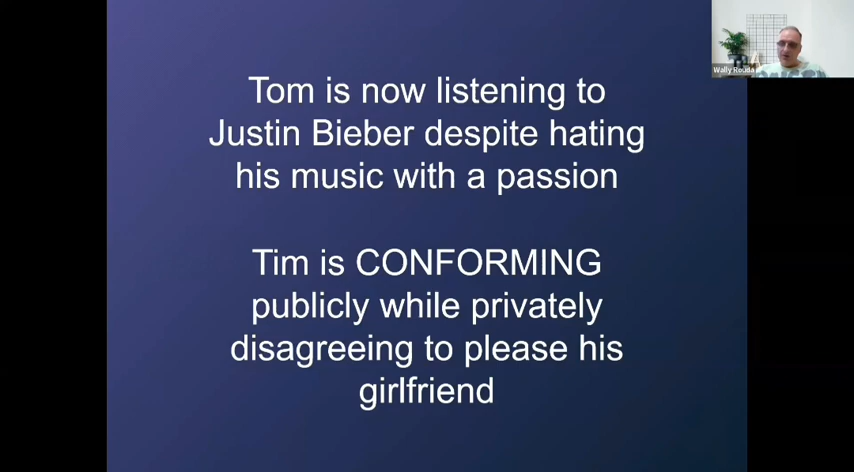 Tom is now listening to
Justin Bieber despite hating
his music with a passion
Tim is CONFORMING
publicly while privately
disagreeing to please his
girlfriend
Wally Rouda